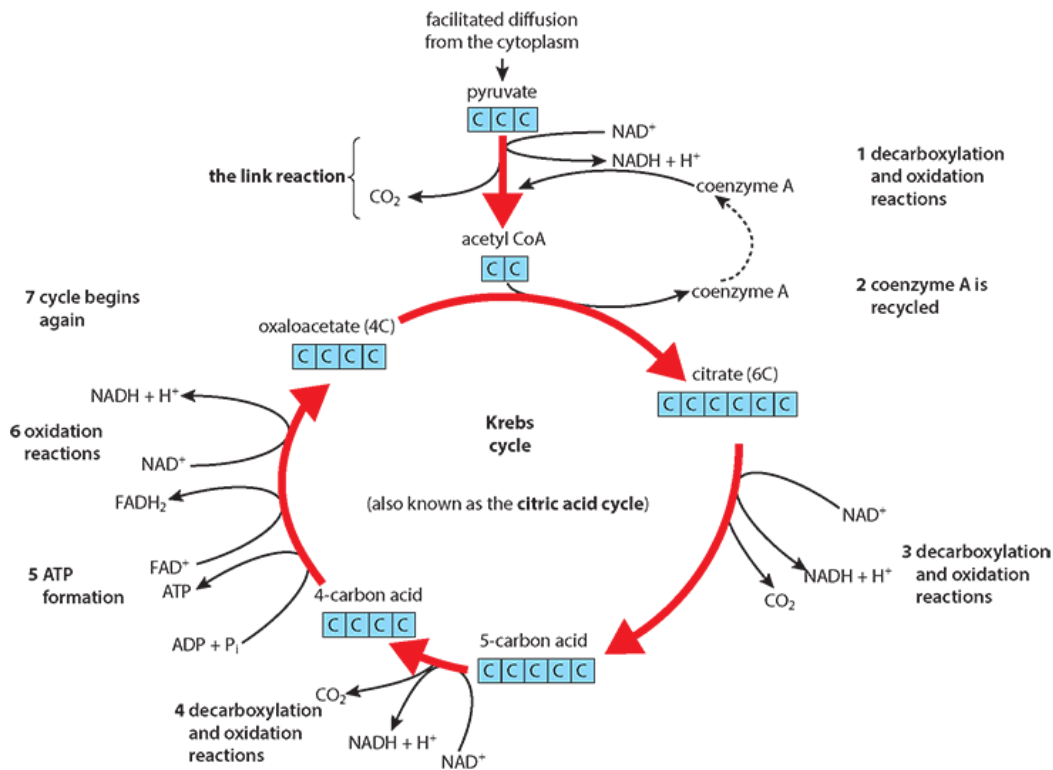 facilitated diffusion
from the cytoplasm
pyruvate
C C C
NAD⁺
NADH + H⁺
the link reaction
CO₂
coenzyme A
1 decarboxylation
and oxidation
reactions
acetyl CoA
C C
coenzyme A
2 coenzyme A is
recycled
7 cycle begins
again
oxaloacetate (4C)
C C C C
citrate (6C)
C C C C C C
NADH + H⁺
6 oxidation
reactions
NAD⁺
FADH₂
Krebs
cycle
(also known as the citric acid cycle)
NAD⁺
NADH + H⁺
CO₂
3 decarboxylation
and oxidation
reactions
FAD⁺
5 ATP
formation
ATP
ADP + Pᵢ
4-carbon acid
C C C C
5-carbon acid
C C C C C
CO₂
4 decarboxylation
and oxidation
reactions
NADH + H⁺
NAD⁺